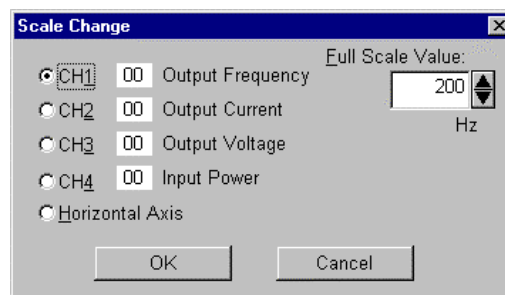 Scale Change
Full Scale Value:
CH1 00 Output Frequency
200
Hz
CH2 00 Output Current
CH3 00 Output Voltage
CH4 00 Input Power
Horizontal Axis
OK Cancel